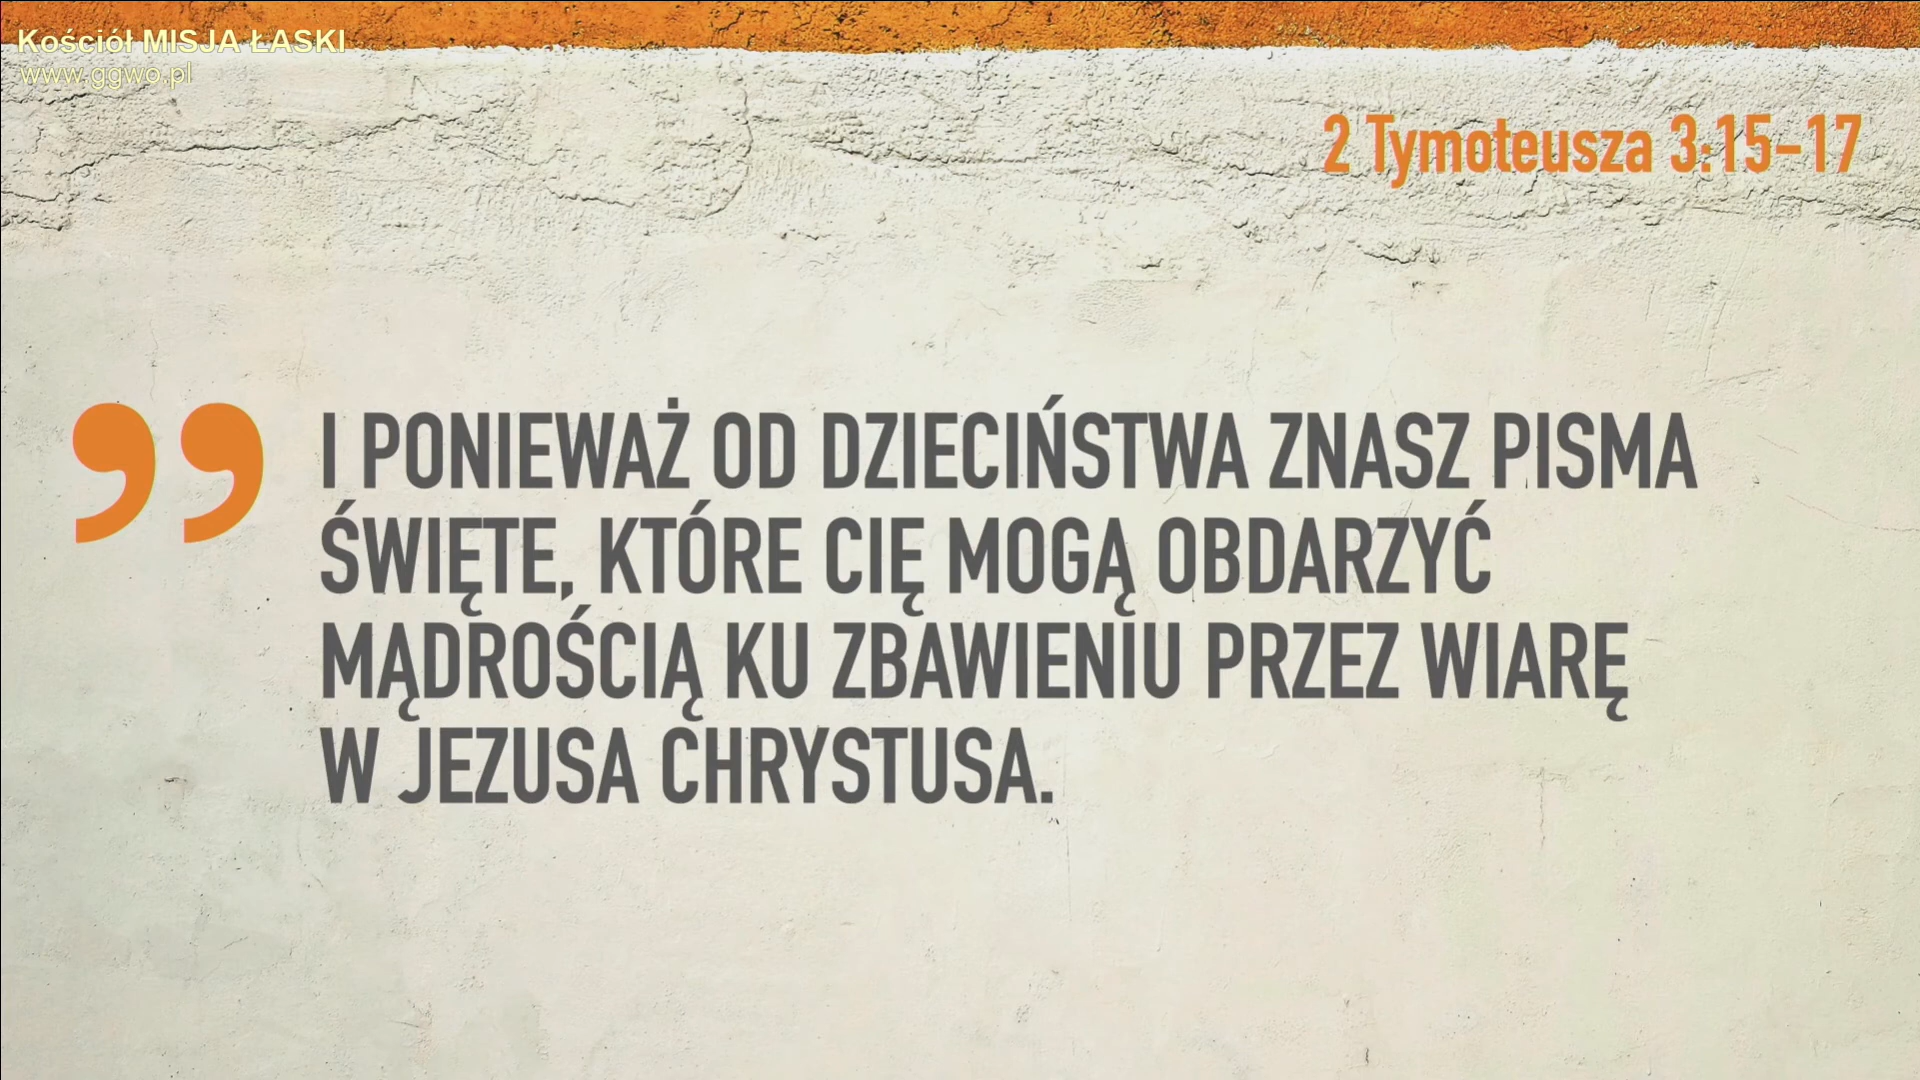 Kościół MISJA ŁASKI
www.ggwo.pl
2 Tymoteusza 3:15-17
” I PONIEWAŻ OD DZIECIŃSTWA ZNASZ PISMA
ŚWIĘTE, KTÓRE CIĘ MOGĄ OBDARZYĆ
MĄDROŚCIĄ KU ZBAWIENIU PRZEZ WIARĘ
W JEZUSA CHRYSTUSA.